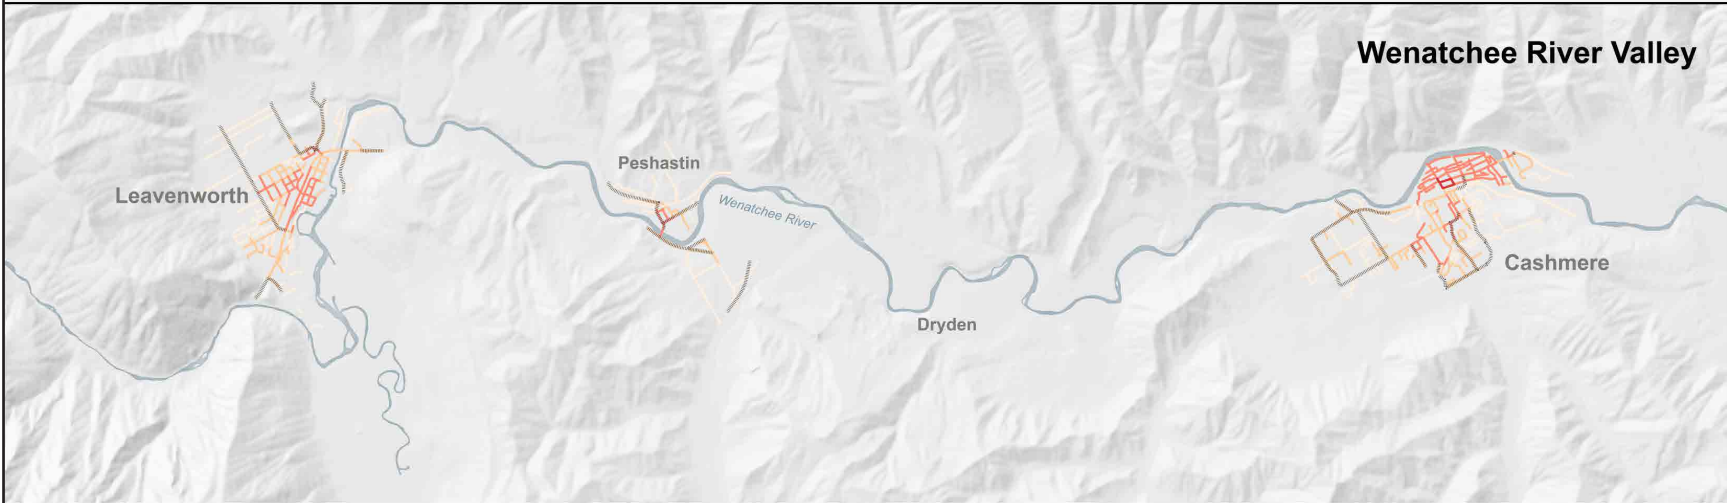 Wenatchee River Valley
Peshastin
Leavenworth
Wenatchee River
Cashmere
Dryden